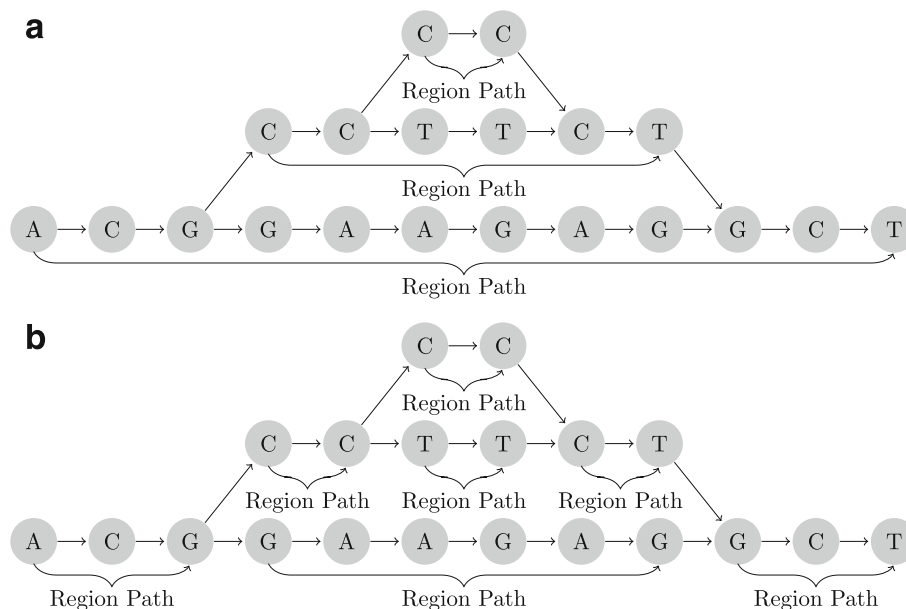 a
C C
Region Path
C C T T C T
Region Path
A C G G A A G A G G C T
Region Path
b
C C
Region Path
C C T T C T
Region Path Region Path Region Path
A C G G A A G A G G C T
Region Path Region Path Region Path